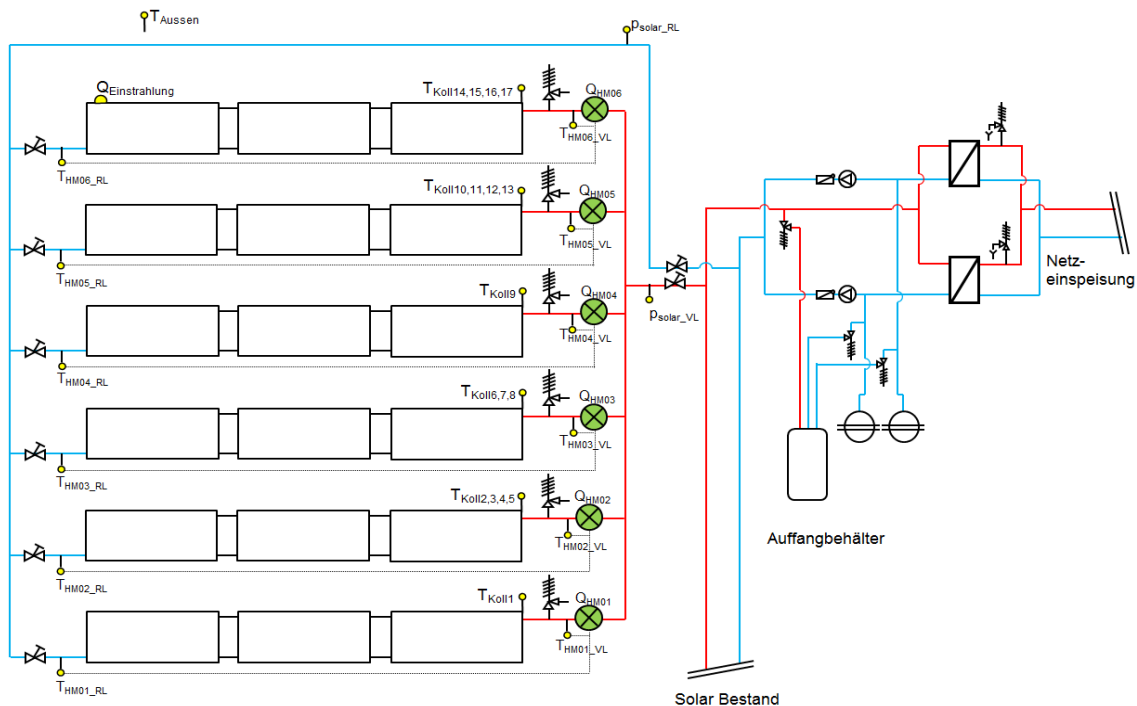 TAussen
psolar_RL
QEinstrahlung
TKoll14,15,16,17
QHM06
THM06_VL
THM06_RL
TKoll10,11,12,13
QHM05
THM05_VL
THM05_RL
TKoll9
QHM04
THM04_VL
THM04_RL
TKoll6,7,8
QHM03
THM03_VL
THM03_RL
TKoll2,3,4,5
QHM02
THM02_VL
THM02_RL
TKoll1
QHM01
THM01_VL
THM01_RL
psolar_VL
Netz-
einspeisung
Auffangbehälter
Solar Bestand